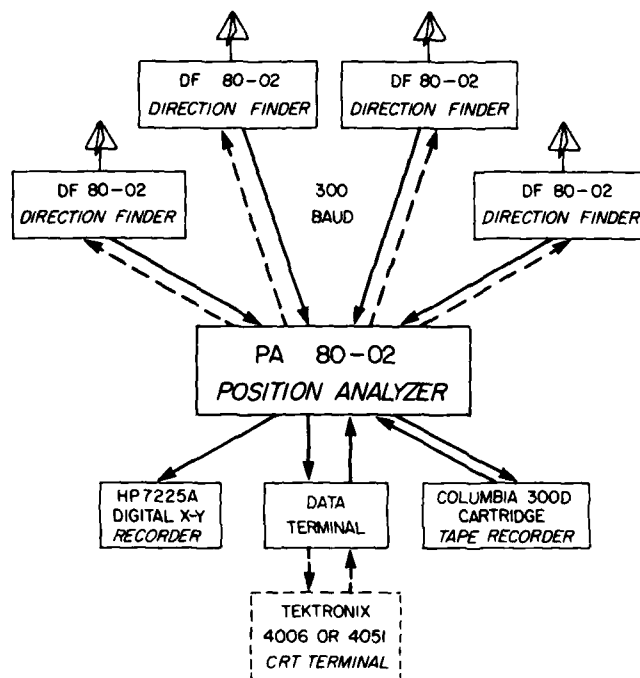 DF 80-02
DIRECTION FINDER
DF 80-02
DIRECTION FINDER
DF 80-02
DIRECTION FINDER
DF 80-02
DIRECTION FINDER
300
BAUD
PA 80-02
POSITION ANALYZER
HP7225A
DIGITAL X-Y
RECORDER
DATA
TERMINAL
COLUMBIA 300D
CARTRIDGE
TAPE RECORDER
TEKTRONIX
4006 OR 4051
CRT TERMINAL